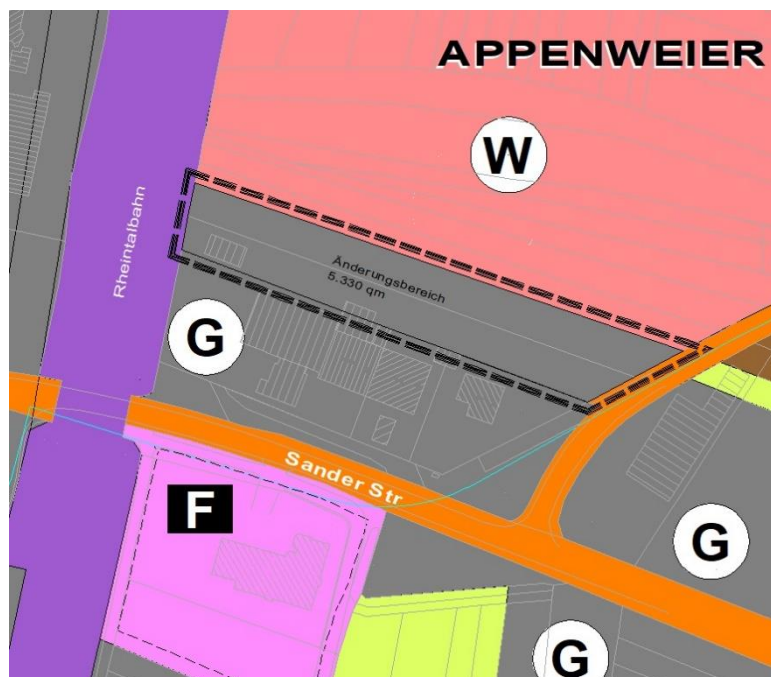 APPENWEIER
W
Rheintalbahn
Änderungsbereich
5.330 qm
G
Sander Str
F
G
G